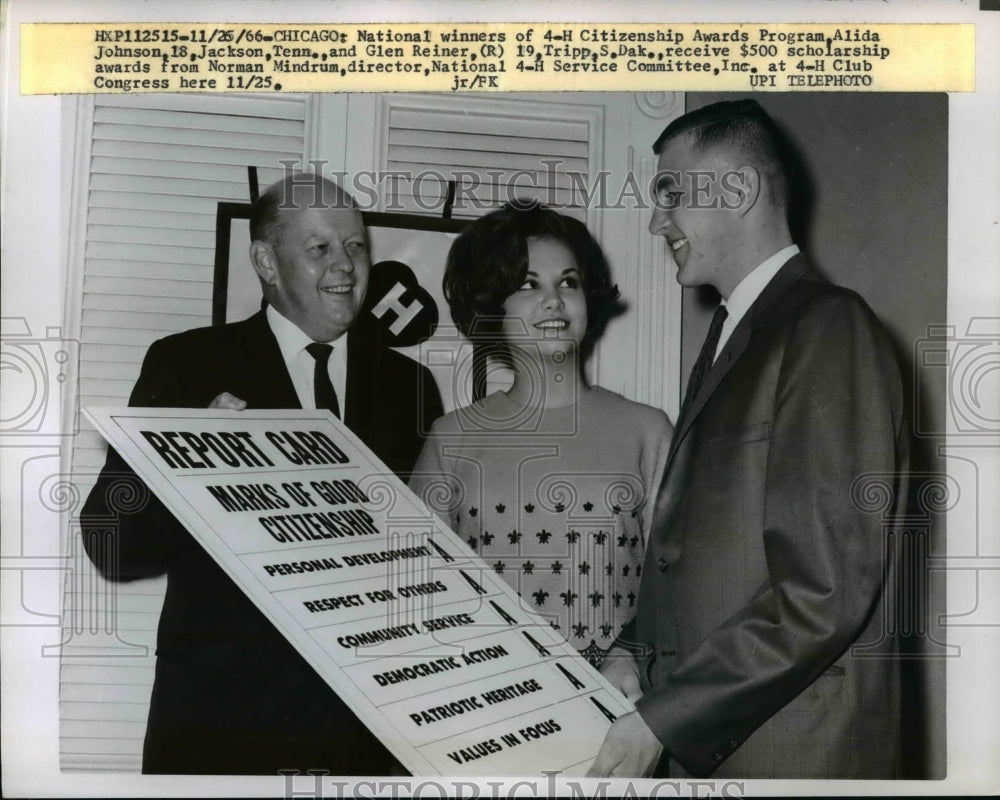 HXP112515-11/25/66-CHICAGO: National winners of 4-H Citizenship Awards Program,Alida
Johnson,18,Jackson,Tenn.,and Glen Reiner,(R) 19,Tripp,S.Dak.,receive $500 scholarship
awards from Norman Mindrum,director,National 4-H Service Committee,Inc. at 4-H Club
Congress here 11/25. jr/FK UPI TELEPHOTO
HISTORIC IMAGES
H
REPORT CARD
MARKS OF GOOD
CITIZENSHIP
PERSONAL DEVELOPMENT A
RESPECT FOR OTHERS A
COMMUNITY SERVICE A
DEMOCRATIC ACTION A
PATRIOTIC HERITAGE A
VALUES IN FOCUS A
HISTORIC IMAGES